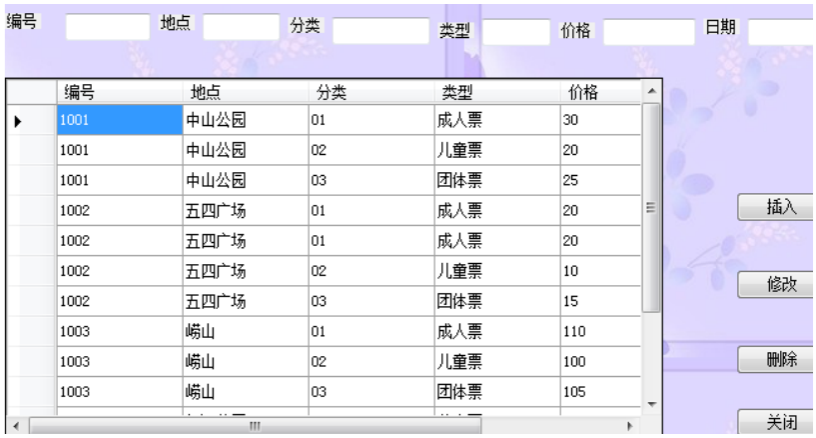 编号 地点 分类 类型 价格 日期
编号 地点 分类 类型 价格
1001 中山公园 01 成人票 30
1001 中山公园 02 儿童票 20
1001 中山公园 03 团体票 25
1002 五四广场 01 成人票 20
1002 五四广场 01 成人票 20
1002 五四广场 02 儿童票 10
1002 五四广场 03 团体票 15
1003 崂山 01 成人票 110
1003 崂山 02 儿童票 100
1003 崂山 03 团体票 105
插入
修改
删除
关闭